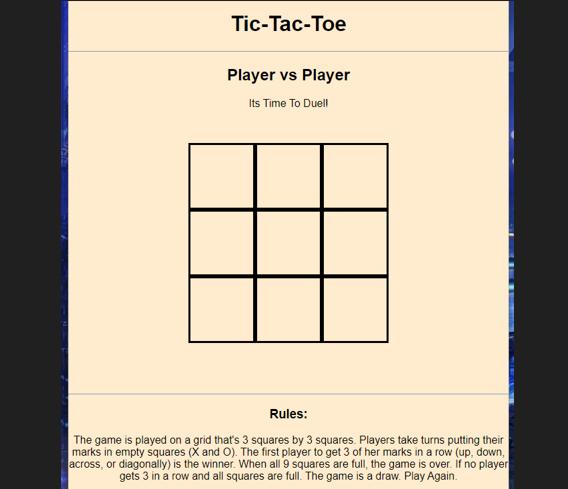 Tic-Tac-Toe
Player vs Player
Its Time To Duel!
Rules:
The game is played on a grid that's 3 squares by 3 squares. Players take turns putting their
marks in empty squares (X and O). The first player to get 3 of her marks in a row (up, down,
across, or diagonally) is the winner. When all 9 squares are full, the game is over. If no player
gets 3 in a row and all squares are full. The game is a draw. Play Again.